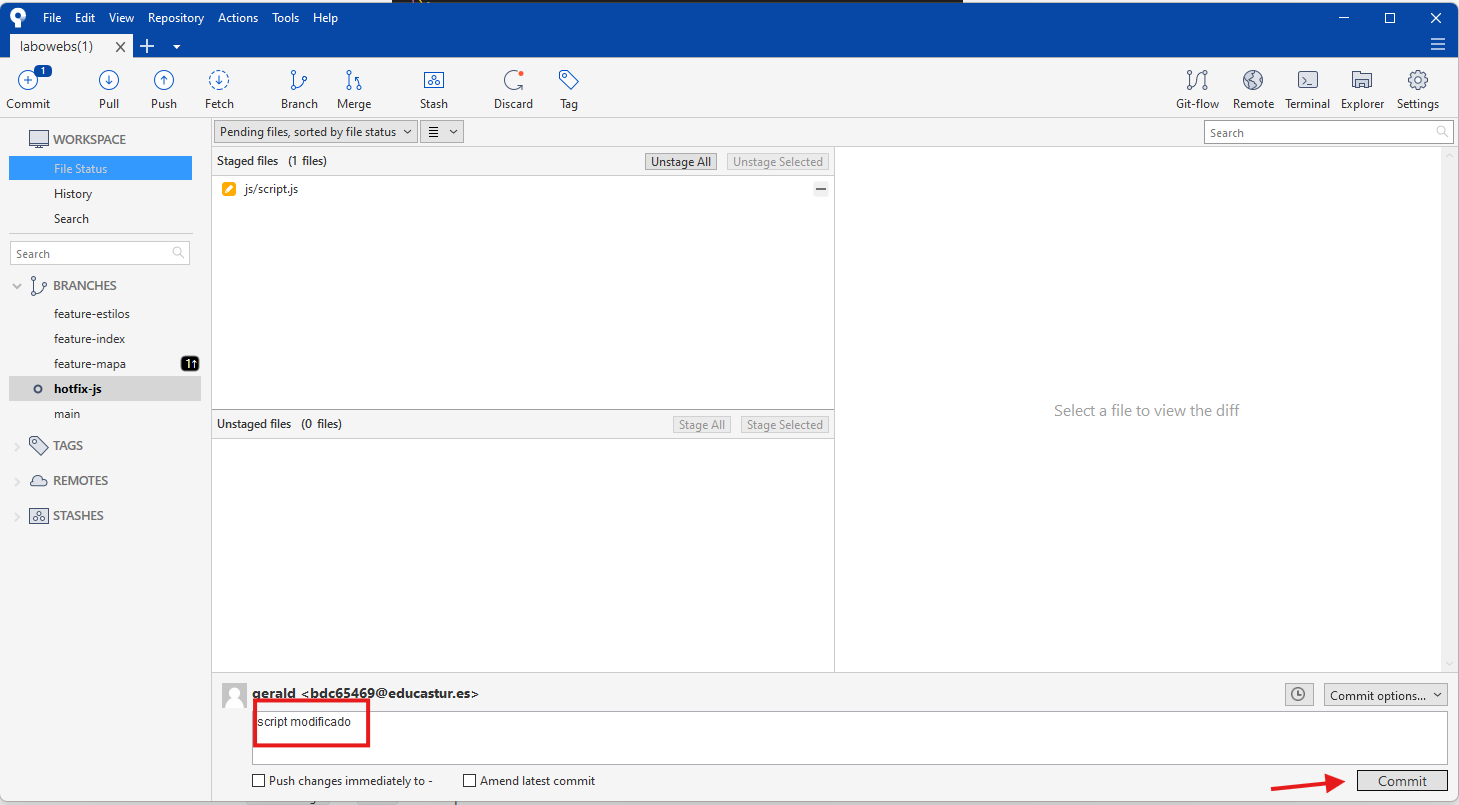 File Edit View Repository Actions Tools Help
labowebs(1)
1
Commit Pull Push Fetch Branch Merge Stash Discard Tag Git-flow Remote Terminal Explorer Settings
WORKSPACE
File Status
History
Search
Search
BRANCHES
feature-estilos
feature-index
feature-mapa 1↑
hotfix-js
main
TAGS
REMOTES
STASHES
Pending files, sorted by file status
Search
Staged files (1 files) Unstage All Unstage Selected
js/script.js
Unstaged files (0 files) Stage All Stage Selected
Select a file to view the diff
gerald <bdc65469@educastur.es>
Commit options...
script modificado
Push changes immediately to - Amend latest commit
Commit